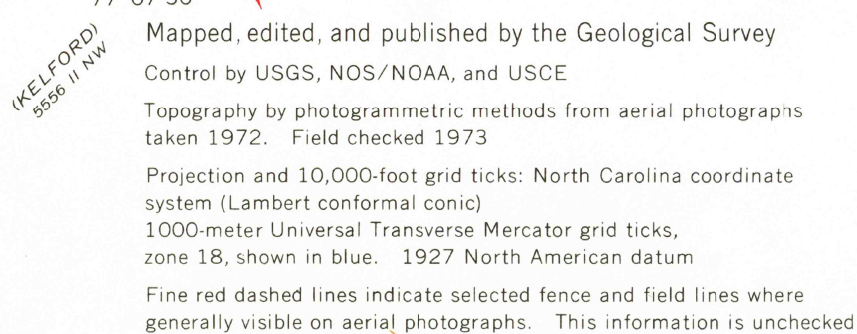 (KELFORD)
5556 II NW
Mapped, edited, and published by the Geological Survey
Control by USGS, NOS/NOAA, and USCE
Topography by photogrammetric methods from aerial photographs
taken 1972. Field checked 1973
Projection and 10,000-foot grid ticks: North Carolina coordinate
system (Lambert conformal conic)
1000-meter Universal Transverse Mercator grid ticks,
zone 18, shown in blue. 1927 North American datum
Fine red dashed lines indicate selected fence and field lines where
generally visible on aerial photographs. This information is unchecked